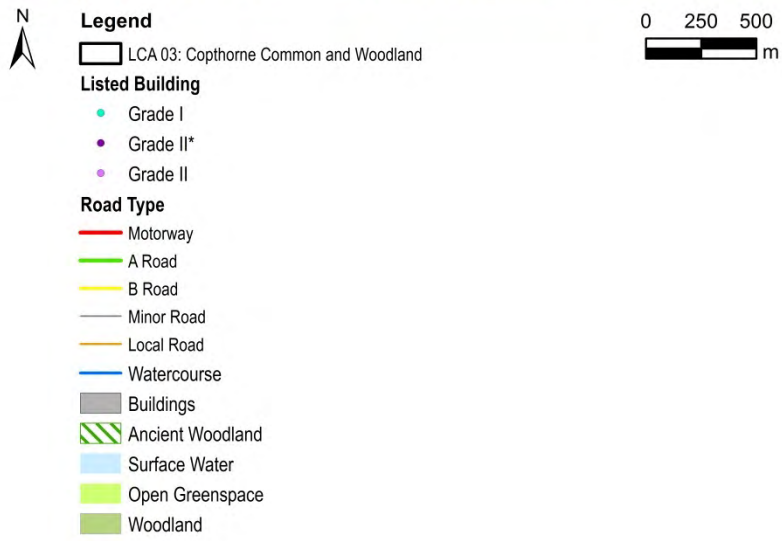 N
Legend
0 250 500
m
LCA 03: Copthorne Common and Woodland
Listed Building
Grade I
Grade II*
Grade II
Road Type
Motorway
A Road
B Road
Minor Road
Local Road
Watercourse
Buildings
Ancient Woodland
Surface Water
Open Greenspace
Woodland